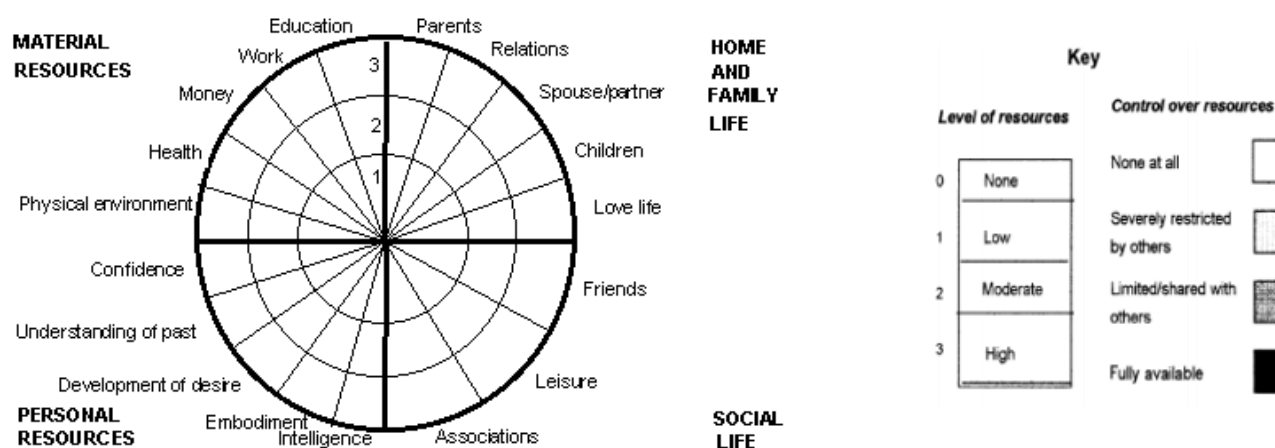 MATERIAL
RESOURCES
Education
Work
Money
Health
Physical environment
Parents
Relations
Spouse/partner
Children
Love life
HOME
AND
FAMILY
LIFE
3
2
1
Confidence
Understanding of past
Development of desire
Embodiment
Intelligence
PERSONAL
RESOURCES
Friends
Leisure
Associations
SOCIAL
LIFE
Key
Level of resources
0 None
1 Low
2 Moderate
3 High
Control over resources
None at all
Severely restricted
by others
Limited/shared with
others
Fully available